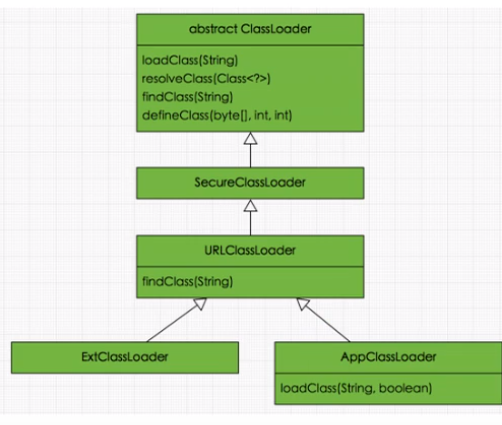 abstract ClassLoader
loadClass(String)
resolveClass(Class<?>)
findClass(String)
defineClass(byte[], int, int)
SecureClassLoader
URLClassLoader
findClass(String)
ExtClassLoader
AppClassLoader
loadClass(String, boolean)